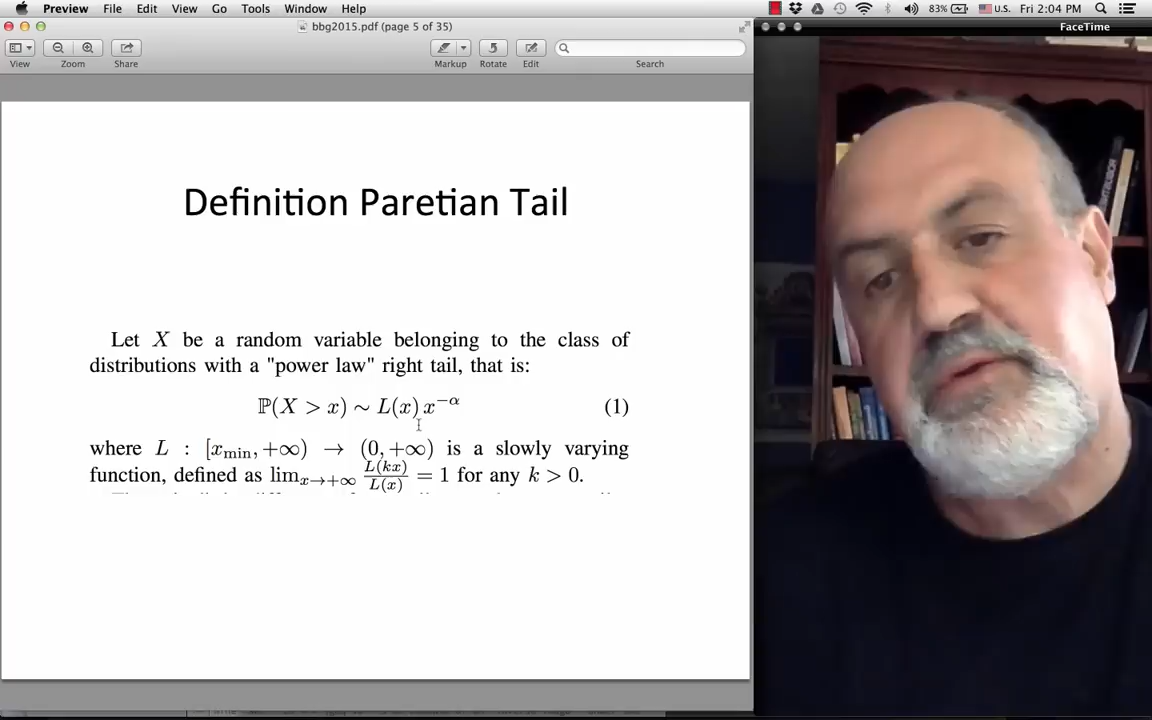 Preview File Edit View Go Tools Window Help 83% U.S. Fri 2:04 PM
bbg2015.pdf (page 5 of 35)
FaceTime
Search
View Zoom Share Markup Rotate Edit Search
Definition Paretian Tail
Let X be a random variable belonging to the class of
distributions with a "power law" right tail, that is:
ℙ(X > x) ∼ L(x) x^{−α} (1)
where L : [x_{min}, +∞) → (0, +∞) is a slowly varying
function, defined as lim_{x→+∞} L(kx)/L(x) = 1 for any k > 0.